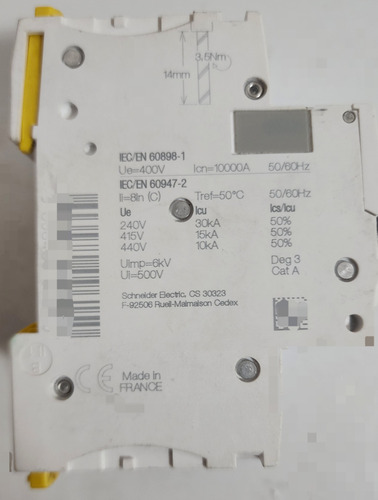 3,5Nm
14mm
IEC/EN 60898-1
Ue=400V Icn=10000A 50/60Hz
IEC/EN 60947-2
Ii=8In (C) Tref=50°C 50/60Hz
Ue Icu Ics/Icu
240V 30kA 50%
415V 15kA 50%
440V 10kA 50%
Uimp=6kV Deg 3
Ui=500V Cat A
Schneider Electric, CS 30323
F-92506 Rueil-Malmaison Cedex
CE Made in
FRANCE